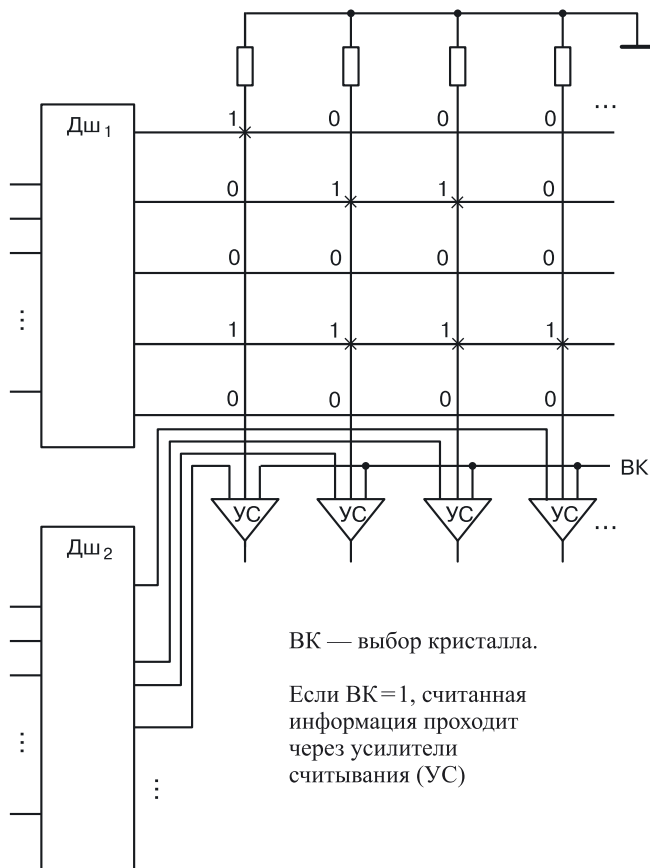 Дш1
1 0 0 0 ...
0 1 1 0
0 0 0 0
1 1 1 1
0 0 0 0
⋮
ВК
УС УС УС УС ...
Дш2
⋮
⋮
ВК — выбор кристалла.
Если ВК=1, считанная
информация проходит
через усилители
считывания (УС)